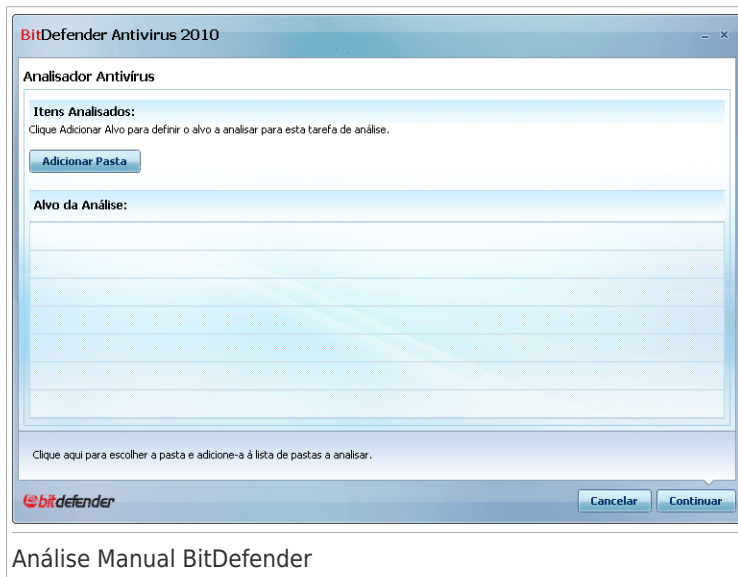 BitDefender Antivirus 2010
Analisador Antivírus
Itens Analisados:
Clique Adicionar Alvo para definir o alvo a analisar para esta tarefa de análise.
Adicionar Pasta
Alvo da Análise:
Clique aqui para escolher a pasta e adicione-a à lista de pastas a analisar.
bitdefender
Cancelar Continuar
Análise Manual BitDefender